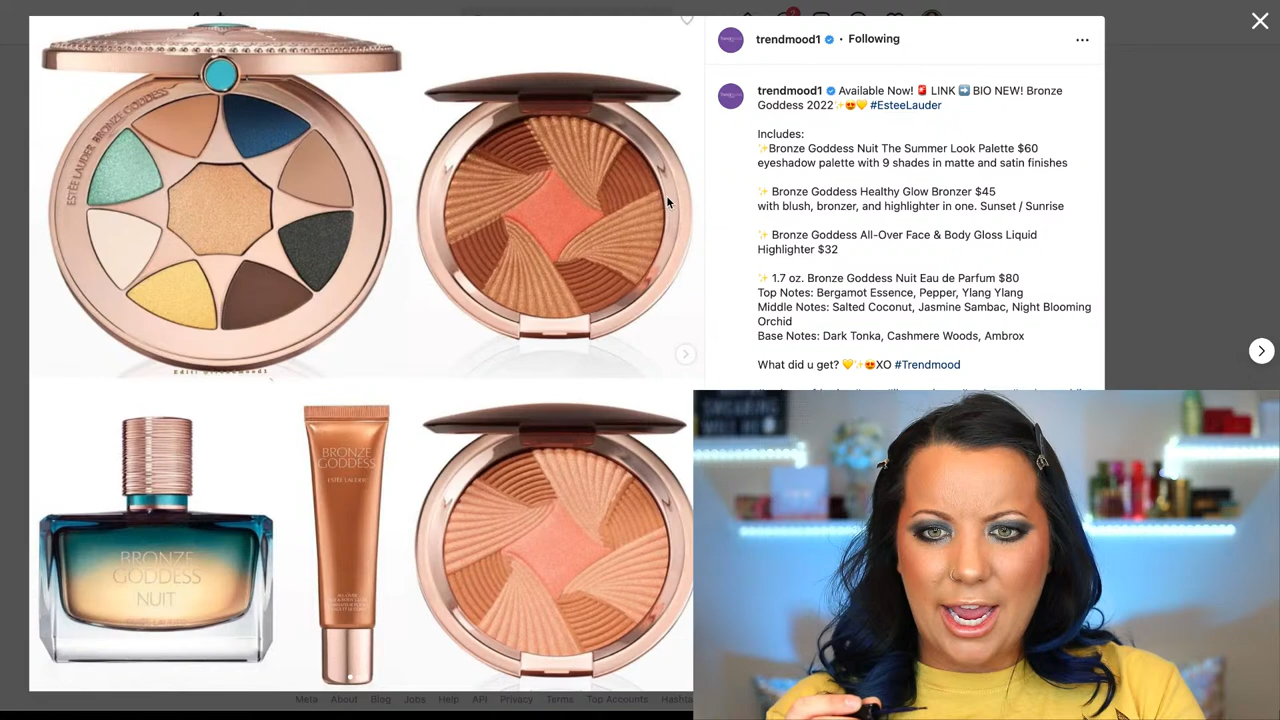 trendmood1 • Following
trendmood1 Available Now! 🚨 LINK ➡️ BIO NEW! Bronze
Goddess 2022✨😍💛 #EsteeLauder
Includes:
✨Bronze Goddess Nuit The Summer Look Palette $60
eyeshadow palette with 9 shades in matte and satin finishes
✨ Bronze Goddess Healthy Glow Bronzer $45
with blush, bronzer, and highlighter in one. Sunset / Sunrise
✨ Bronze Goddess All-Over Face & Body Gloss Liquid
Highlighter $32
✨ 1.7 oz. Bronze Goddess Nuit Eau de Parfum $80
Top Notes: Bergamot Essence, Pepper, Ylang Ylang
Middle Notes: Salted Coconut, Jasmine Sambac, Night Blooming
Orchid
Base Notes: Dark Tonka, Cashmere Woods, Ambrox
What did u get? 💛✨😍XO #Trendmood
ESTĒE LAUDER BRONZE GODDESS
Edit: @trendmood1
BRONZE
GODDESS
NUIT
BRONZE
GODDESS
ESTĒE LAUDER
Meta About Blog Jobs Help API Privacy Terms Top Accounts Hashta